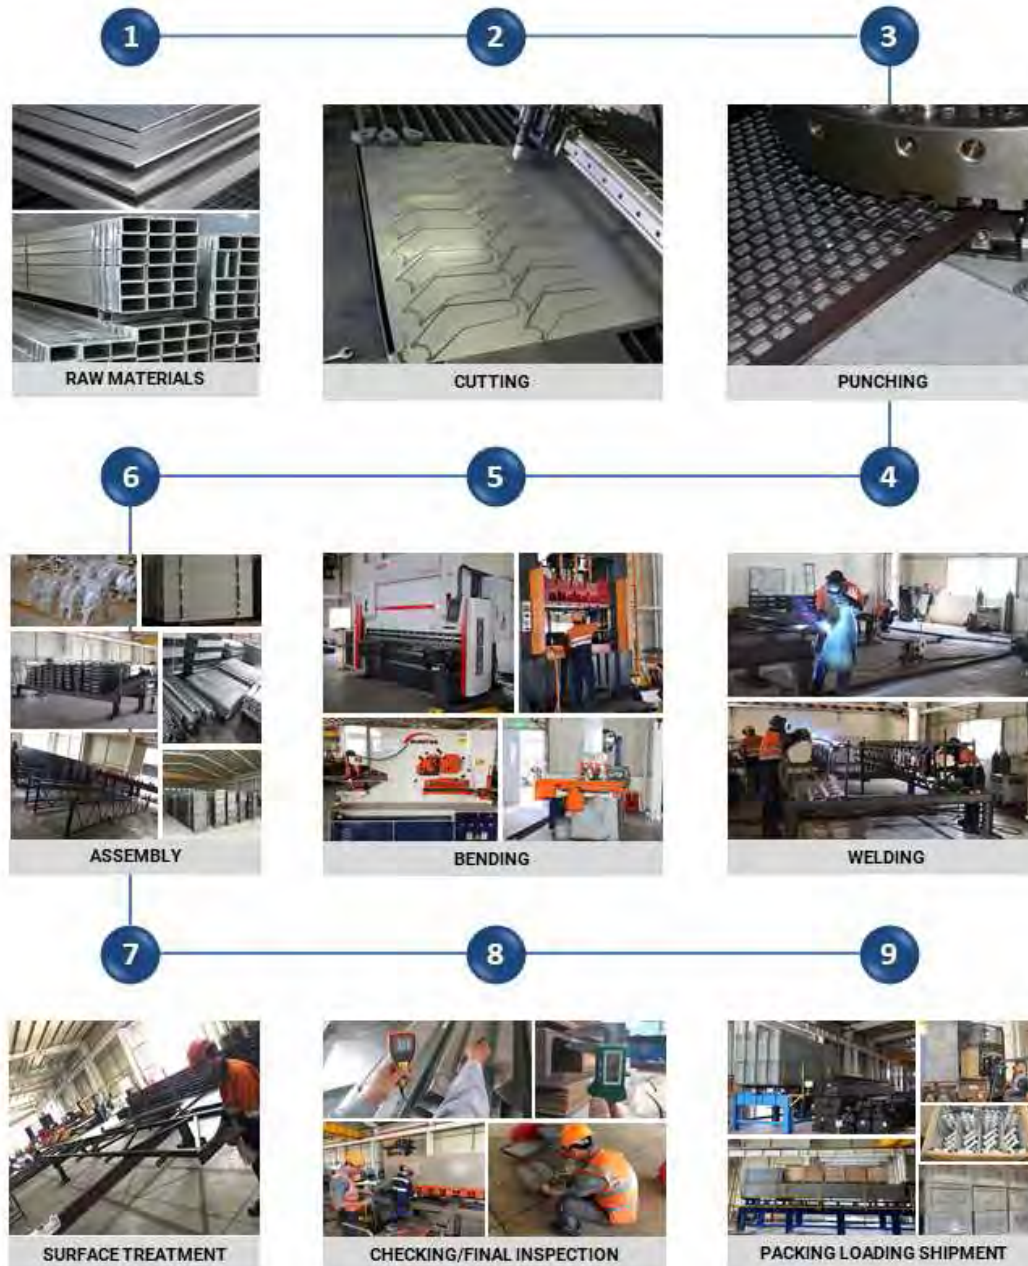 1
2
3
RAW MATERIALS
CUTTING
PUNCHING
6
5
4
ASSEMBLY
BENDING
WELDING
7
8
9
SURFACE TREATMENT
CHECKING/FINAL INSPECTION
PACKING LOADING SHIPMENT